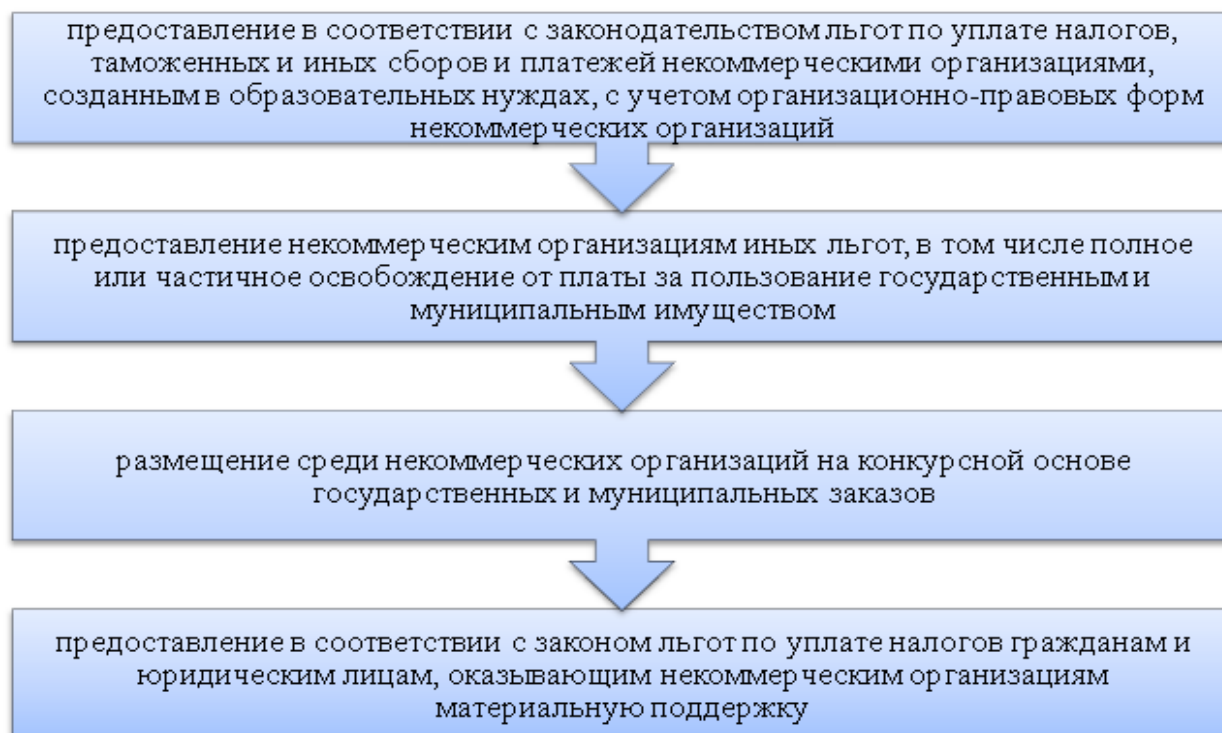 предоставление в соответствии с законодательством льгот по уплате налогов,
таможенных и иных сборов и платежей некоммерческими организациями,
созданным в образовательных нуждах, с учетом организационно-правовых форм
некоммерческих организаций
предоставление некоммерческим организациям иных льгот, в том числе полное
или частичное освобождение от платы за пользование государственным и
муниципальным имуществом
размещение среди некоммерческих организаций на конкурсной основе
государственных и муниципальных заказов
предоставление в соответствии с законом льгот по уплате налогов гражданам и
юридическим лицам, оказывающим некоммерческим организациям
материальную поддержку